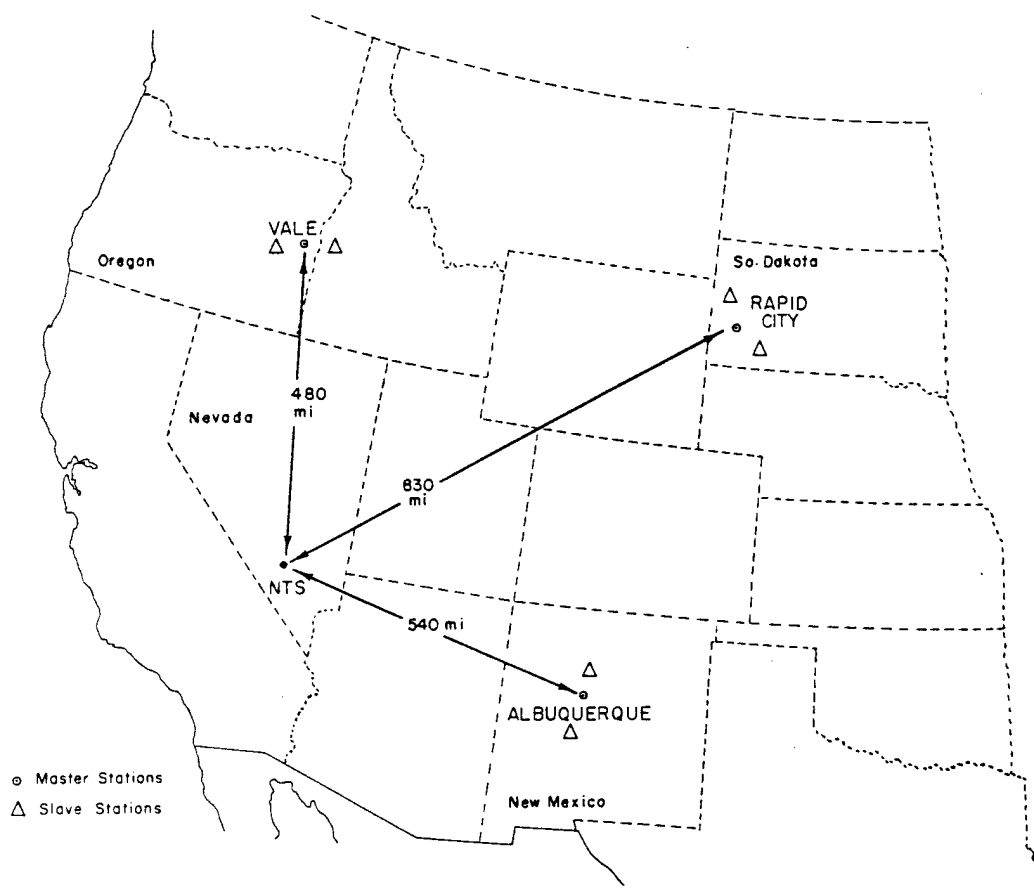 VALE
Oregon
So. Dakota
RAPID
CITY
480
mi
Nevada
830
mi
NTS
540 mi
ALBUQUERQUE
Master Stations
Slave Stations
New Mexico